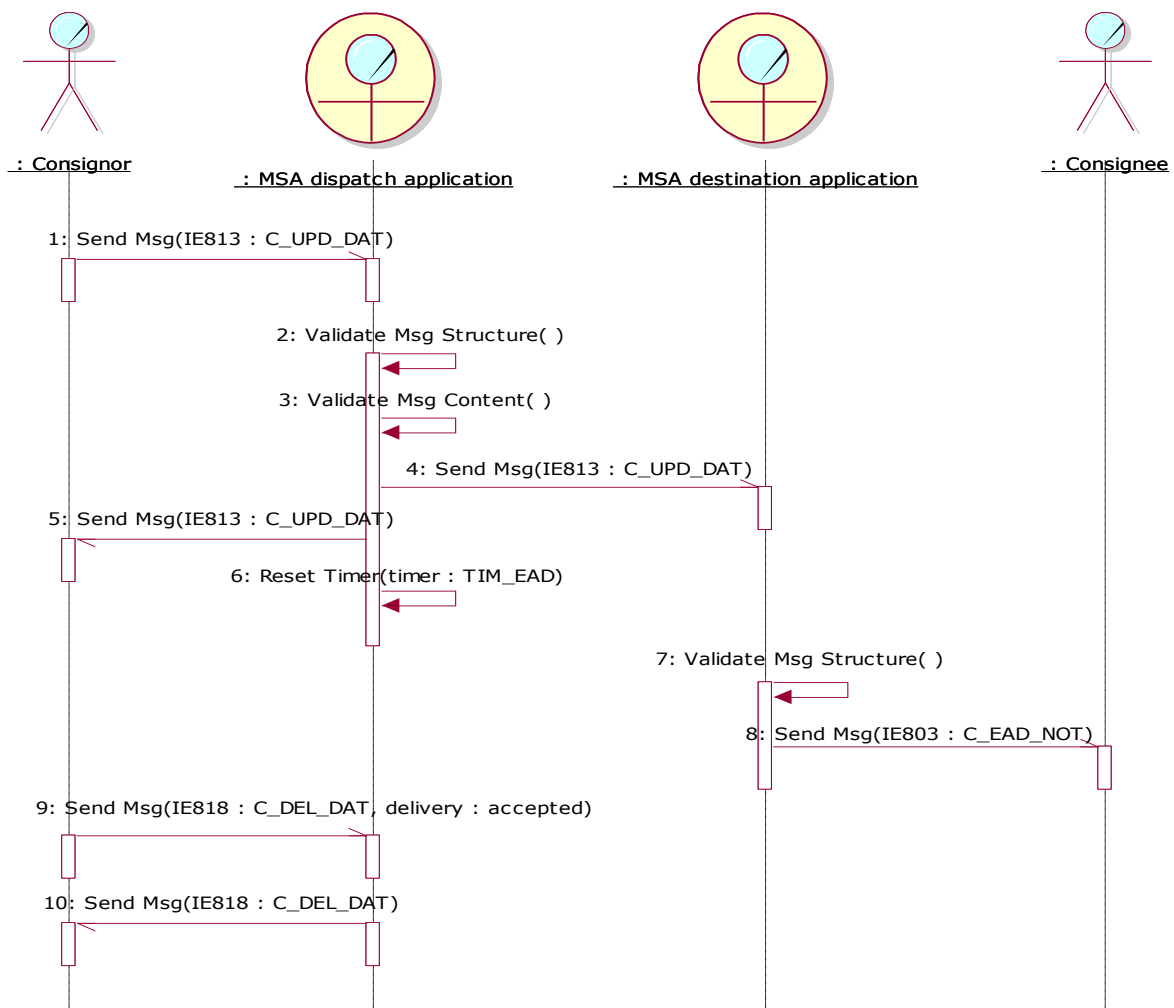 : Consignor
: MSA dispatch application
: MSA destination application
: Consignee
1: Send Msg(IE813 : C_UPD_DAT)
2: Validate Msg Structure( )
3: Validate Msg Content( )
4: Send Msg(IE813 : C_UPD_DAT)
5: Send Msg(IE813 : C_UPD_DAT)
6: Reset Timer(timer : TIM_EAD)
7: Validate Msg Structure( )
8: Send Msg(IE803 : C_EAD_NOT)
9: Send Msg(IE818 : C_DEL_DAT, delivery : accepted)
10: Send Msg(IE818 : C_DEL_DAT)